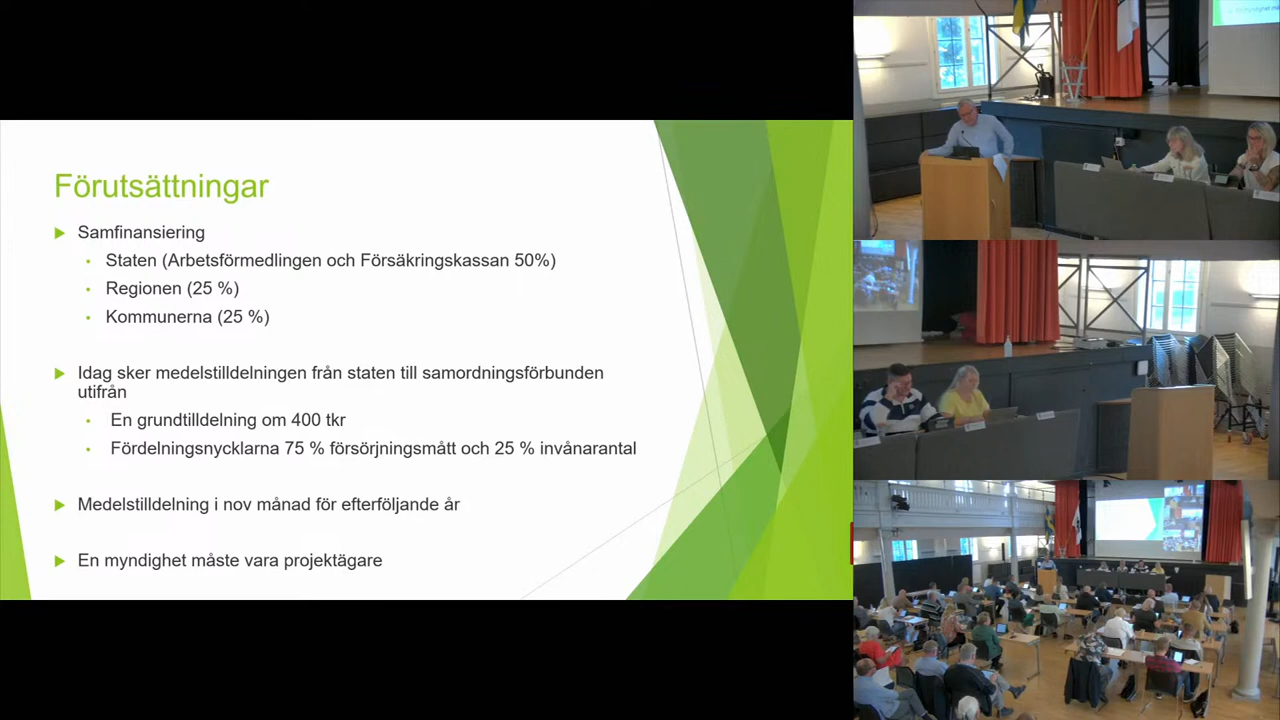 Förutsättningar
Samfinansiering
Staten (Arbetsförmedlingen och Försäkringskassan 50%)
Regionen (25 %)
Kommunerna (25 %)
Idag sker medelstilldelningen från staten till samordningsförbunden
utifrån
En grundtilldelning om 400 tkr
Fördelningsnycklarna 75 % försörjningsmått och 25 % invånarantal
Medelstilldelning i nov månad för efterföljande år
En myndighet måste vara projektägare